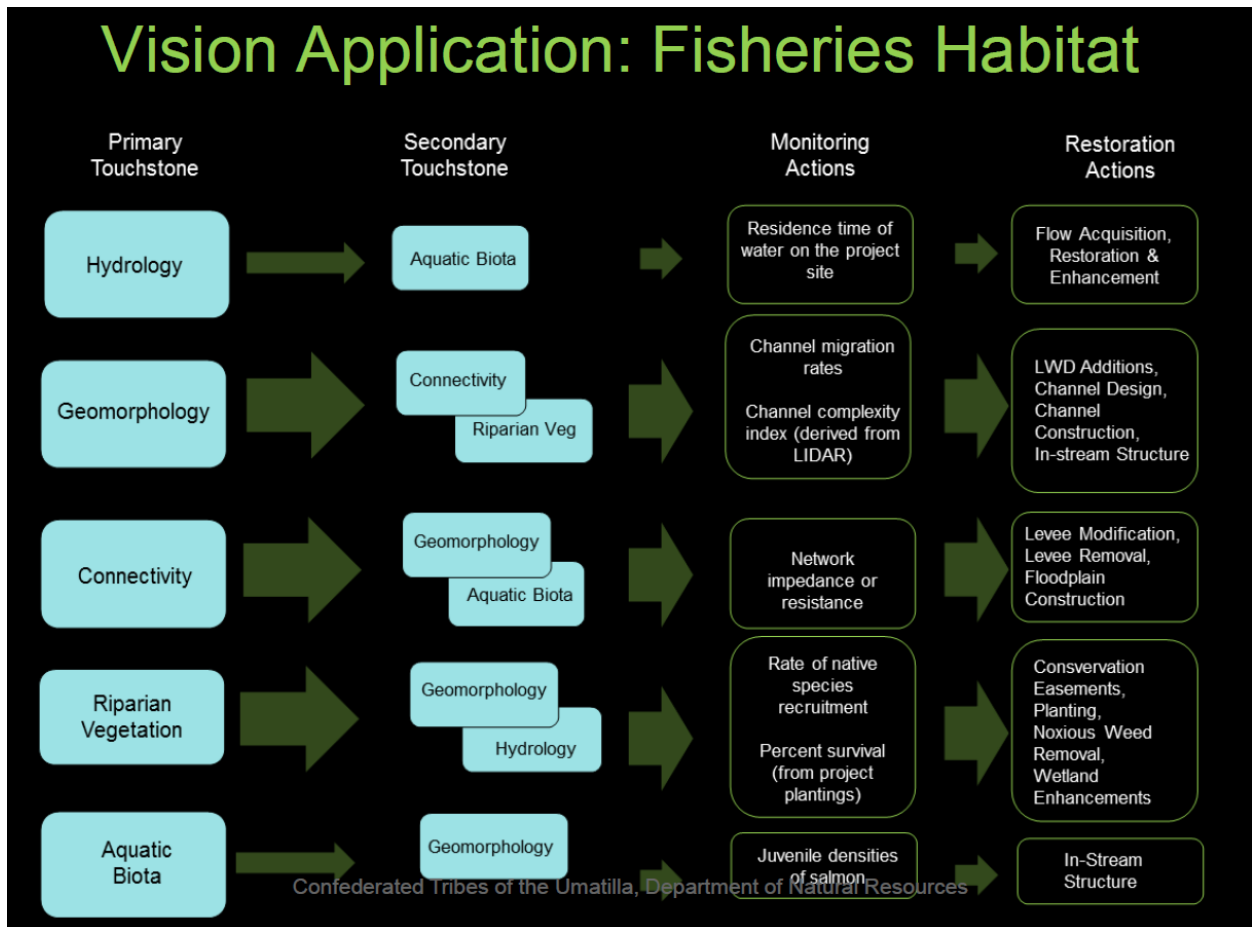 Vision Application: Fisheries Habitat
Primary
Touchstone
Secondary
Touchstone
Monitoring
Actions
Restoration
Actions
Hydrology
Aquatic Biota
Residence time of
water on the project
site
Flow Acquisition,
Restoration &
Enhancement
Geomorphology
Connectivity
Riparian Veg
Channel migration
rates
Channel complexity
index (derived from
LIDAR)
LWD Additions,
Channel Design,
Channel
Construction,
In-stream Structure
Connectivity
Geomorphology
Aquatic Biota
Network
impedance or
resistance
Levee Modification,
Levee Removal,
Floodplain
Construction
Riparian
Vegetation
Geomorphology
Hydrology
Rate of native
species
recruitment
Percent survival
(from project
plantings)
Consvervation
Easements,
Planting,
Noxious Weed
Removal,
Wetland
Enhancements
Aquatic
Biota
Geomorphology
Juvenile densities
of salmon
In-Stream
Structure
Confederated Tribes of the Umatilla, Department of Natural Resources